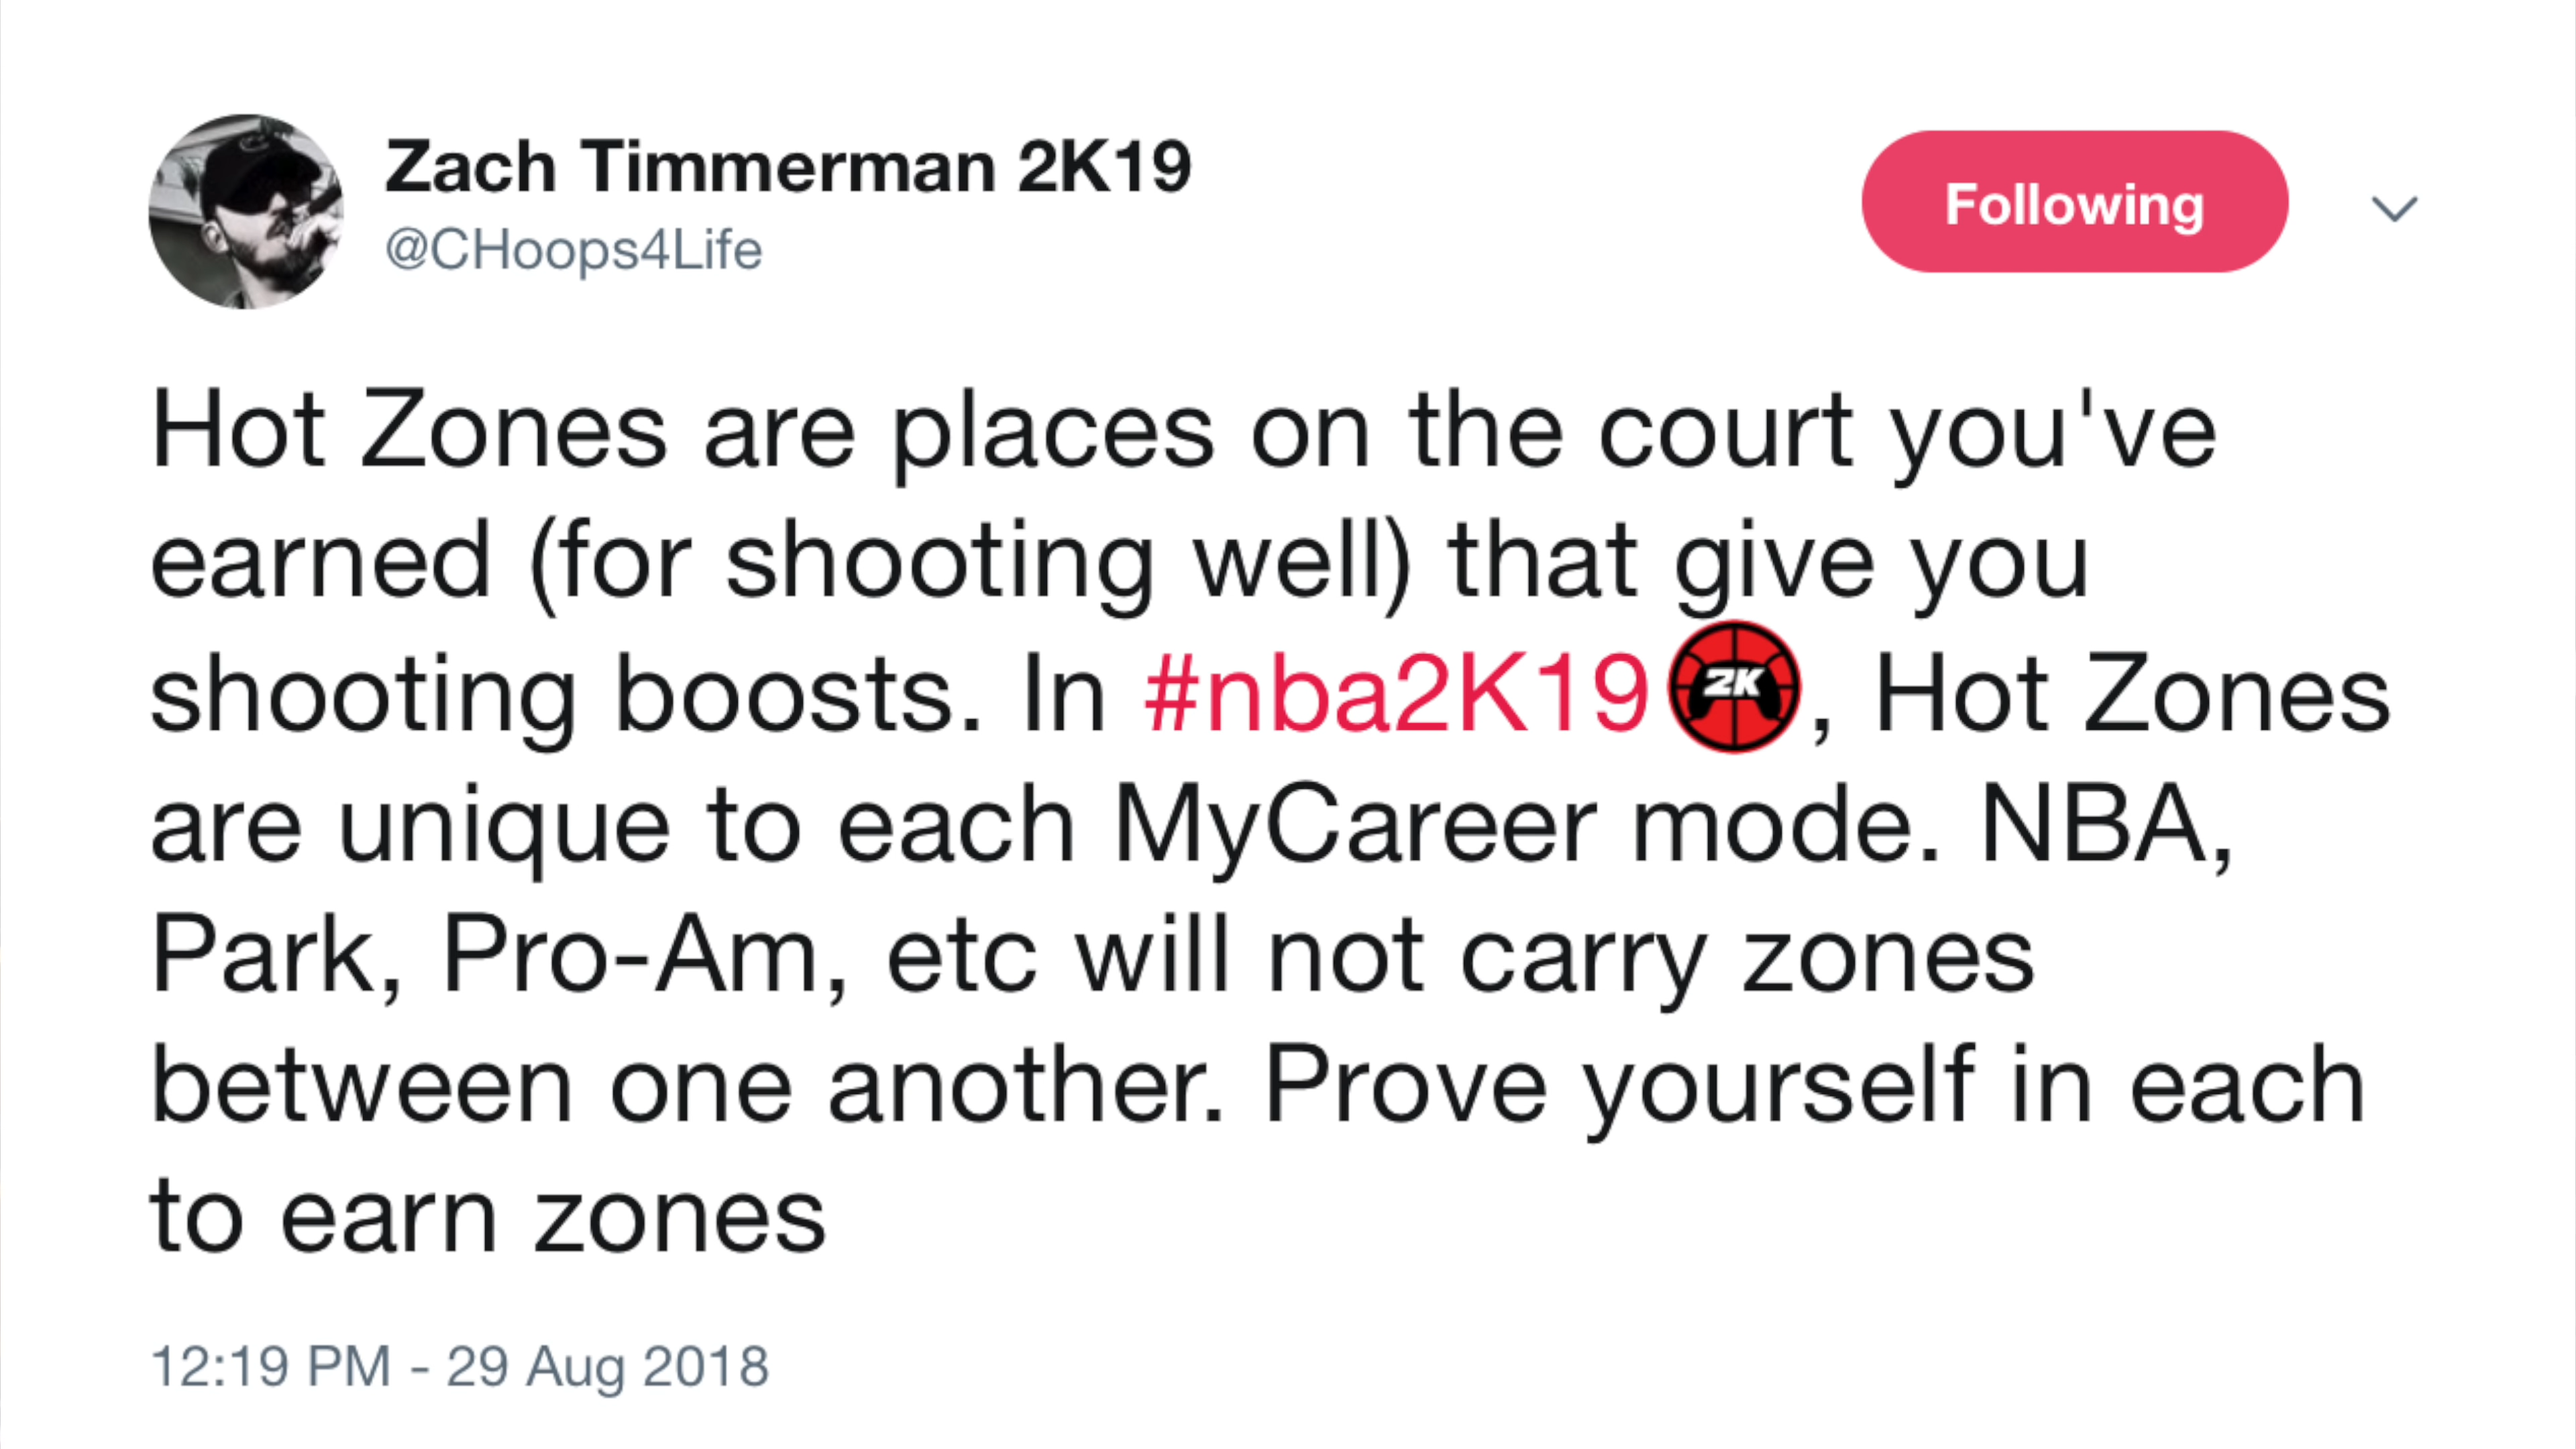 Zach Timmerman 2K19
@CHoops4Life
Following
Hot Zones are places on the court you've
earned (for shooting well) that give you
shooting boosts. In #nba2K19 2K, Hot Zones
are unique to each MyCareer mode. NBA,
Park, Pro-Am, etc will not carry zones
between one another. Prove yourself in each
to earn zones
12:19 PM - 29 Aug 2018